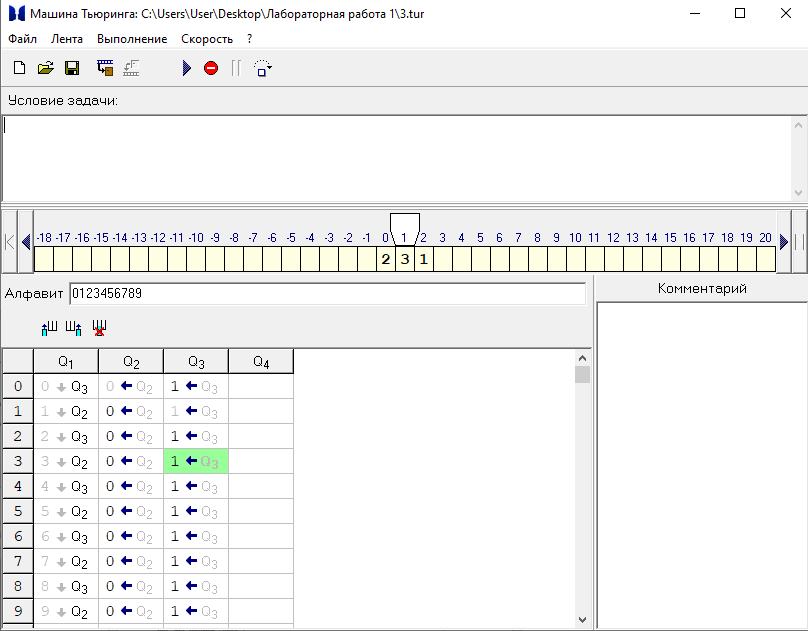 Машина Тьюринга: C:\Users\User\Desktop\Лабораторная работа 1\3.tur
Файл Лента Выполнение Скорость ?
Условие задачи:
-18 -17 -16 -15 -14 -13 -12 -11 -10 -9 -8 -7 -6 -5 -4 -3 -2 -1 0 1 2 3 4 5 6 7 8 9 10 11 12 13 14 15 16 17 18 19 20
2 3 1
Алфавит 0123456789
Комментарий
Q1 Q2 Q3 Q4
0 0 Q3 0 Q2 1 Q3
1 1 Q2 0 Q2 1 Q3
2 2 Q3 0 Q2 1 Q3
3 3 Q2 0 Q2 1 Q3
4 4 Q3 0 Q2 1 Q3
5 5 Q2 0 Q2 1 Q3
6 6 Q3 0 Q2 1 Q3
7 7 Q2 0 Q2 1 Q3
8 8 Q3 0 Q2 1 Q3
9 9 Q2 0 Q2 1 Q3